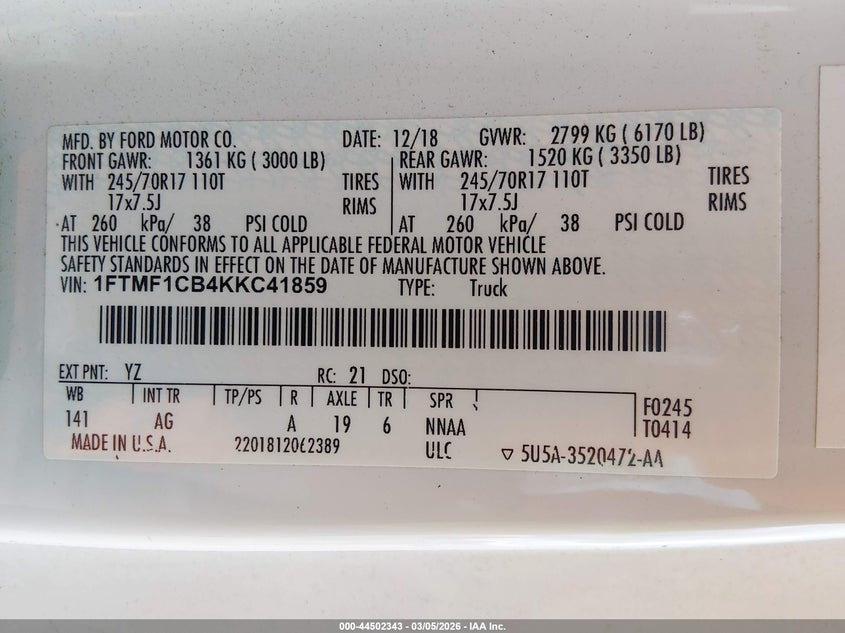 MFD. BY FORD MOTOR CO. DATE: 12/18 GVWR: 2799 KG ( 6170 LB)
FRONT GAWR: 1361 KG ( 3000 LB) REAR GAWR: 1520 KG ( 3350 LB)
WITH 245/70R17 110T TIRES WITH 245/70R17 110T TIRES
17x7.5J RIMS 17x7.5J RIMS
AT 260 kPa/ 38 PSI COLD AT 260 kPa/ 38 PSI COLD
THIS VEHICLE CONFORMS TO ALL APPLICABLE FEDERAL MOTOR VEHICLE
SAFETY STANDARDS IN EFFECT ON THE DATE OF MANUFACTURE SHOWN ABOVE.
VIN: 1FTMF1CB4KKC41859 TYPE: Truck
EXT PNT: YZ RC: 21 DSO:
WB INT TR TP/PS R AXLE TR SPR F0245
141 AG A 19 6 NNAA T0414
MADE IN U.S.A. 2201812062389 ULC ▽ 5U5A-3520472-AA
000-44502343 - 03/05/2026 - IAA Inc.